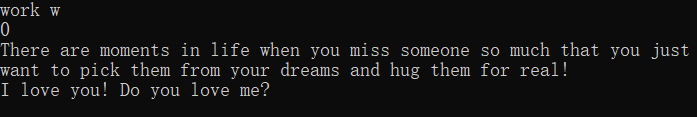 work w
0
There are moments in life when you miss someone so much that you just
want to pick them from your dreams and hug them for real!
I love you! Do you love me?